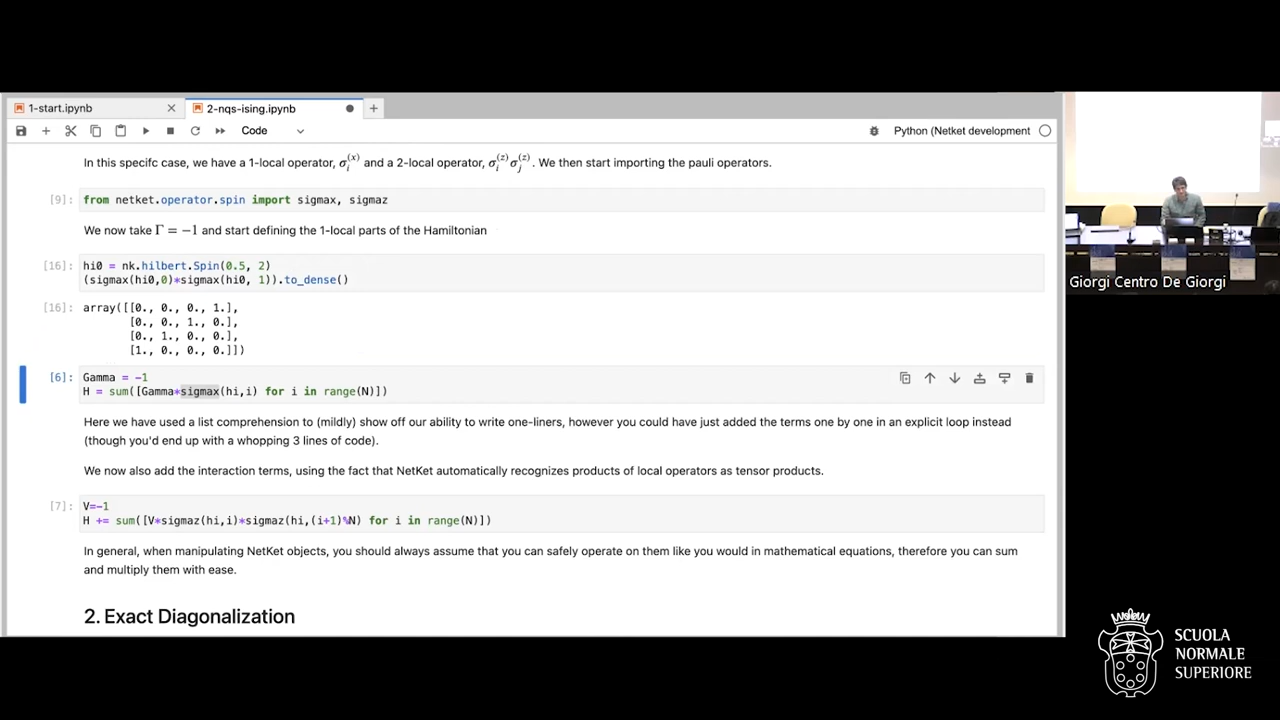 1-start.ipynb
2-nqs-ising.ipynb
Code
Python (Netket development
In this specifc case, we have a 1-local operator, σ_i^(x) and a 2-local operator, σ_i^(z)σ_j^(z). We then start importing the pauli operators.
[9]: from netket.operator.spin import sigmax, sigmaz
We now take Γ = −1 and start defining the 1-local parts of the Hamiltonian
[16]: hi0 = nk.hilbert.Spin(0.5, 2)
(sigmax(hi0,0)*sigmax(hi0, 1)).to_dense()
[16]: array([[0., 0., 0., 1.],
[0., 0., 1., 0.],
[0., 1., 0., 0.],
[1., 0., 0., 0.]])
[6]: Gamma = -1
H = sum([Gamma*sigmax(hi,i) for i in range(N)])
Here we have used a list comprehension to (mildly) show off our ability to write one-liners, however you could have just added the terms one by one in an explicit loop instead
(though you'd end up with a whopping 3 lines of code).
We now also add the interaction terms, using the fact that NetKet automatically recognizes products of local operators as tensor products.
[7]: V=-1
H += sum([V*sigmaz(hi,i)*sigmaz(hi,(i+1)%N) for i in range(N)])
In general, when manipulating NetKet objects, you should always assume that you can safely operate on them like you would in mathematical equations, therefore you can sum
and multiply them with ease.
2. Exact Diagonalization
Giorgi Centro De Giorgi
SCUOLA
NORMALE
SUPERIORE